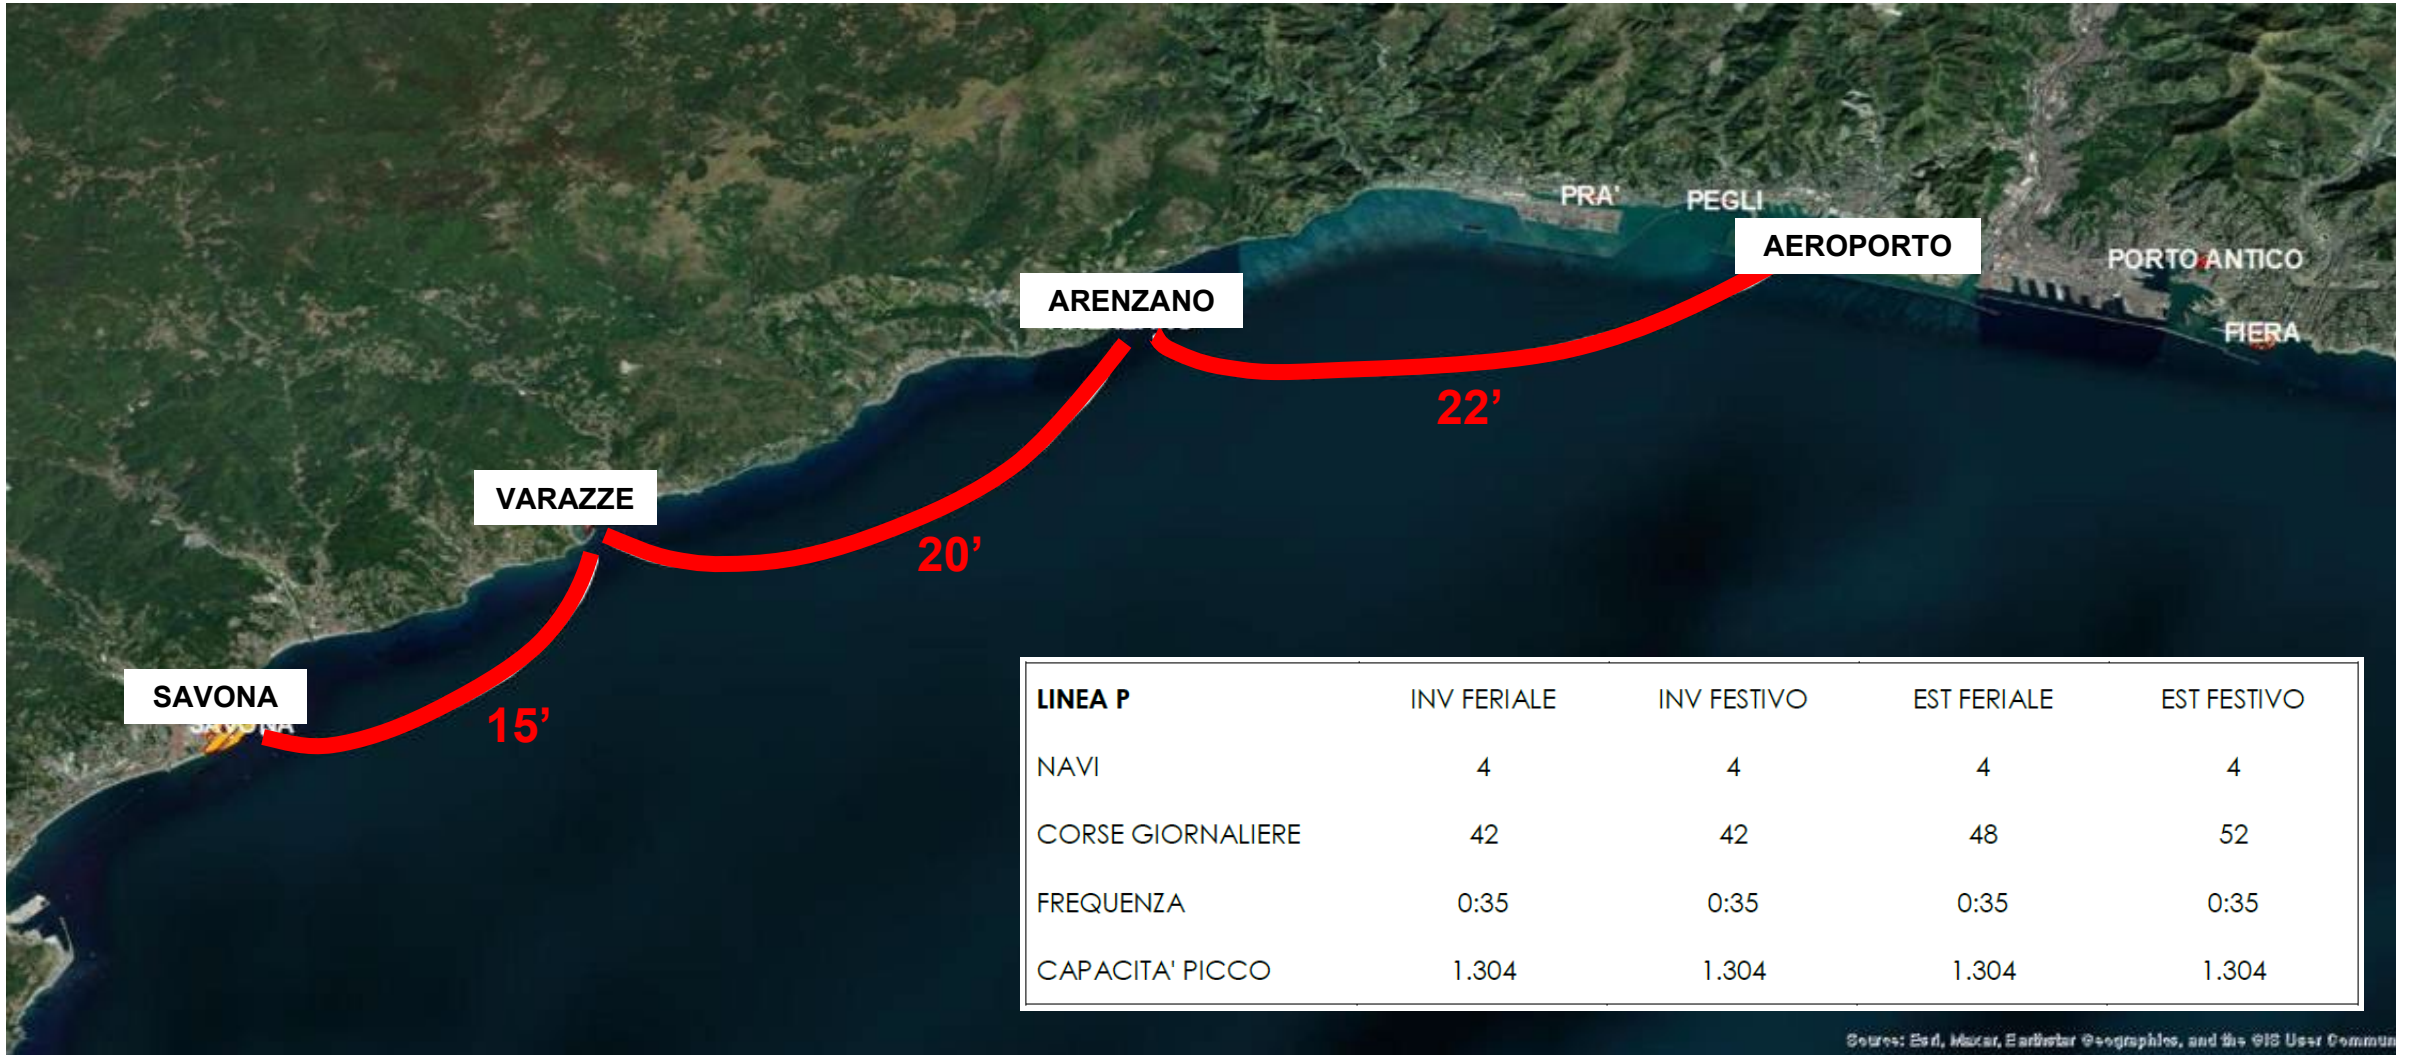 PRA'
PEGLI
AEROPORTO
PORTO ANTICO
ARENZANO
FIERA
22’
VARAZZE
20’
SAVONA
SAVONA
15’
LINEA P INV FERIALE INV FESTIVO EST FERIALE EST FESTIVO
NAVI 4 4 4 4
CORSE GIORNALIERE 42 42 48 52
FREQUENZA 0:35 0:35 0:35 0:35
CAPACITA' PICCO 1.304 1.304 1.304 1.304
Source: Esri, Maxar, Earthstar Geographics, and the GIS User Commun